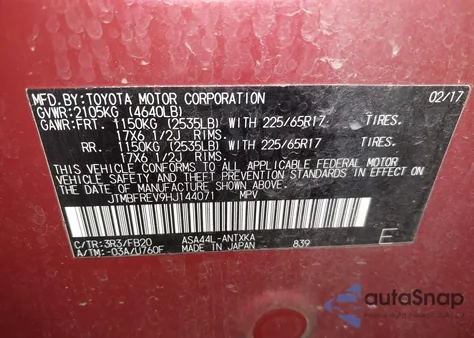 MFD.BY:TOYOTA MOTOR CORPORATION 02/17
GVWR:2105KG (4640LB)
GAWR:FRT. 1150KG (2535LB) WITH 225/65R17 TIRES.
17X6 1/2J RIMS.
RR. 1150KG (2535LB) WITH 225/65R17 TIRES.
17X6 1/2J RIMS.
THIS VEHICLE CONFORMS TO ALL APPLICABLE FEDERAL MOTOR
VEHICLE SAFETY, BUMPER, AND THEFT PREVENTION STANDARDS
IN EFFECT ON THE DATE OF MANUFACTURE SHOWN ABOVE.
JTMBFREV9HJ144071 MPV
C/TR:3R3/FB20 ASA44L-ANTXKA E
A/TM:-03A/U760F MADE IN JAPAN 839
autoSnap